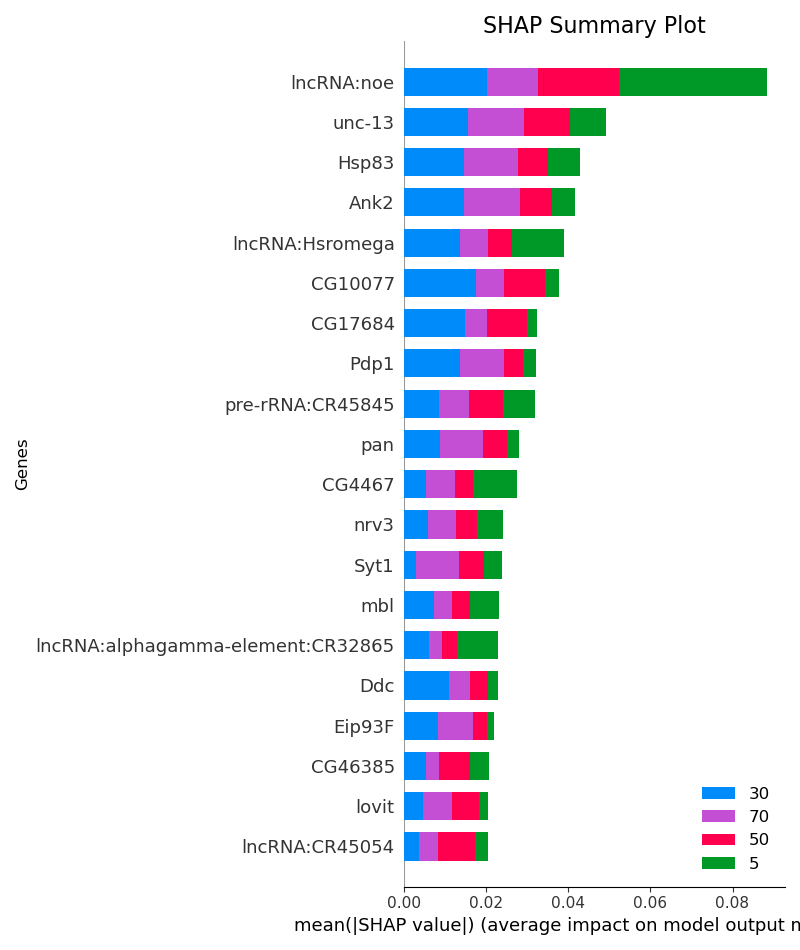 SHAP Summary Plot
lncRNA:noe
unc-13
Hsp83
Ank2
lncRNA:Hsromega
CG10077
CG17684
Pdp1
pre-rRNA:CR45845
pan
CG4467
nrv3
Syt1
mbl
lncRNA:alphagamma-element:CR32865
Ddc
Eip93F
CG46385
lovit
lncRNA:CR45054
Genes
30
70
50
5
0.00 0.02 0.04 0.06 0.08
mean(|SHAP value|) (average impact on model output